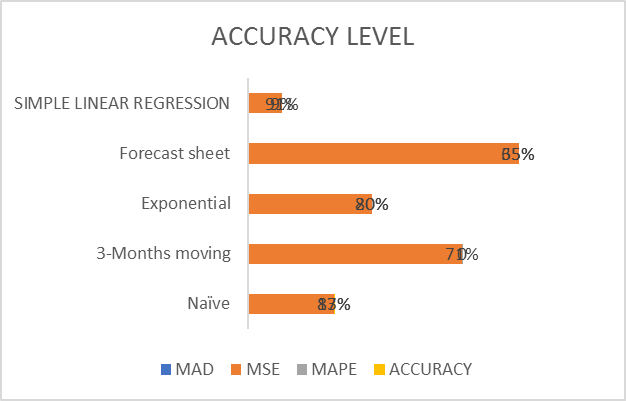 ACCURACY LEVEL
SIMPLE LINEAR REGRESSION
Forecast sheet
Exponential
3-Months moving
Naïve
MAD MSE MAPE ACCURACY